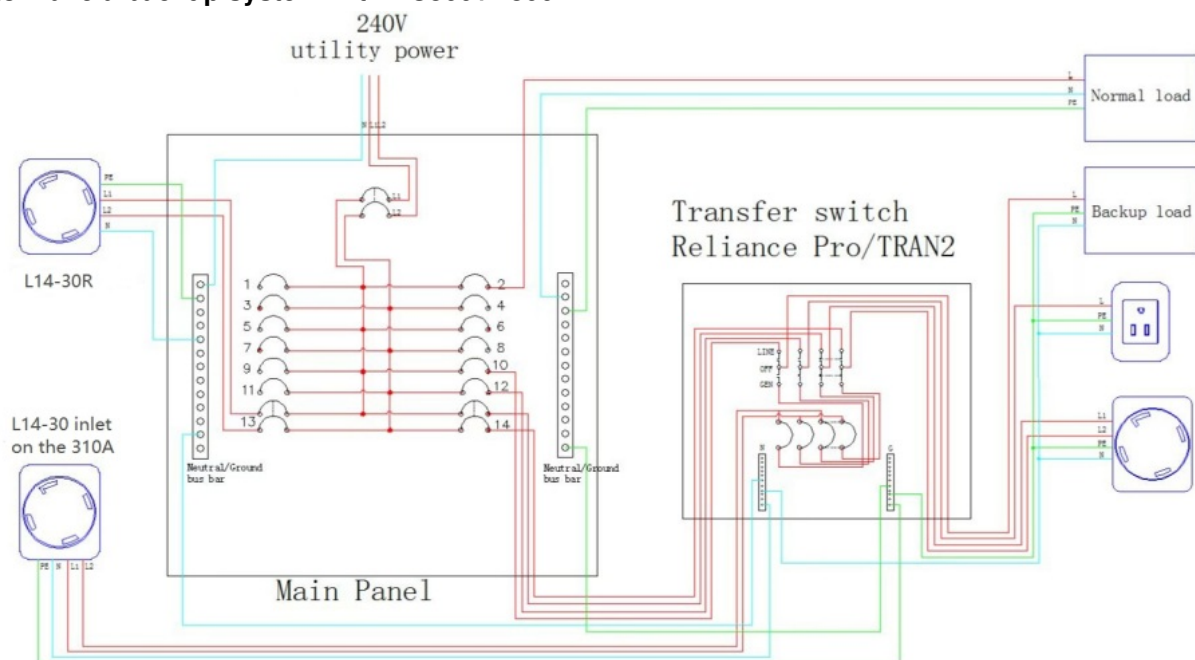 240V
utility power
N L1 L2
L
N
PE
Normal load
PE
L1
L2
N
L14-30R
L1
L2
Transfer switch
Reliance Pro/TRAN2
L
PE
N
Backup load
1
2
3
4
5
6
7
8
9
10
11
12
13
14
L
PE
N
LINE
OFF
GEN
L14-30 inlet
on the 310A
Neutral/Ground
bus bar
Neutral/Ground
bus bar
N
G
L1
L2
PE
N
PE N L1 L2
Main Panel